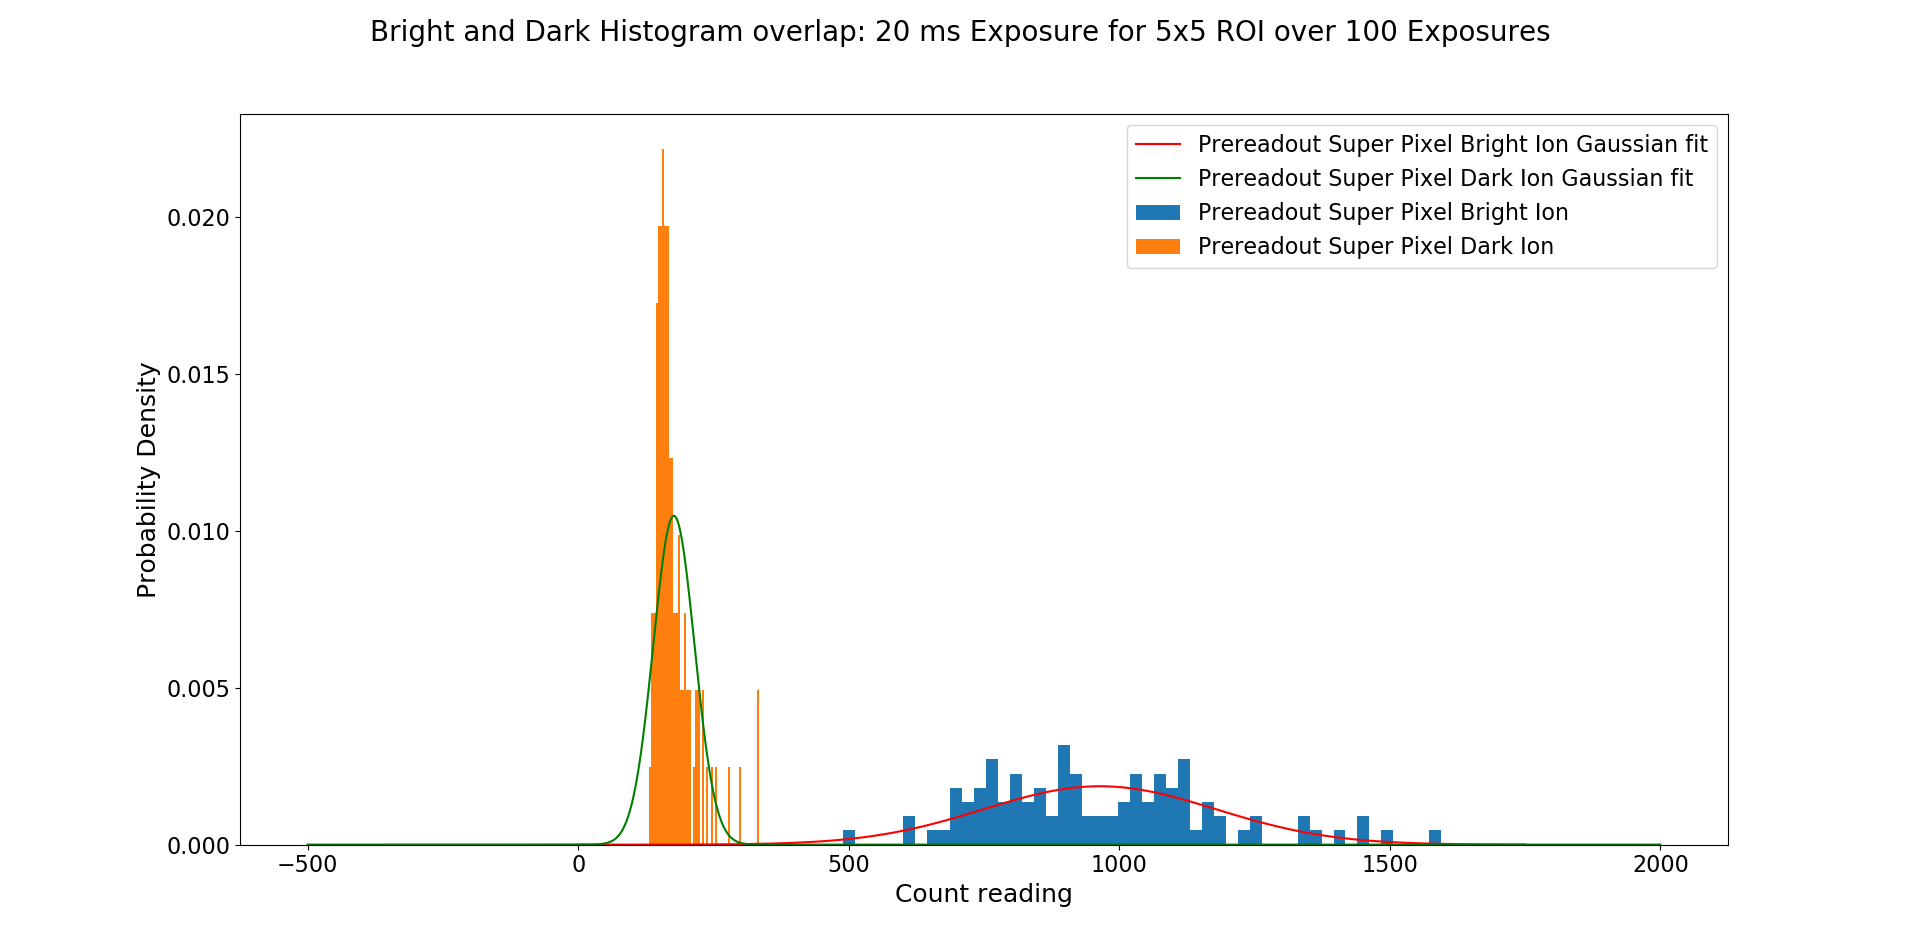 Bright and Dark Histogram overlap: 20 ms Exposure for 5x5 ROI over 100 Exposures
Prereadout Super Pixel Bright Ion Gaussian fit
Prereadout Super Pixel Dark Ion Gaussian fit
Prereadout Super Pixel Bright Ion
Prereadout Super Pixel Dark Ion
Probability Density
0.020
0.015
0.010
0.005
0.000
−500
0
500
1000
1500
2000
Count reading